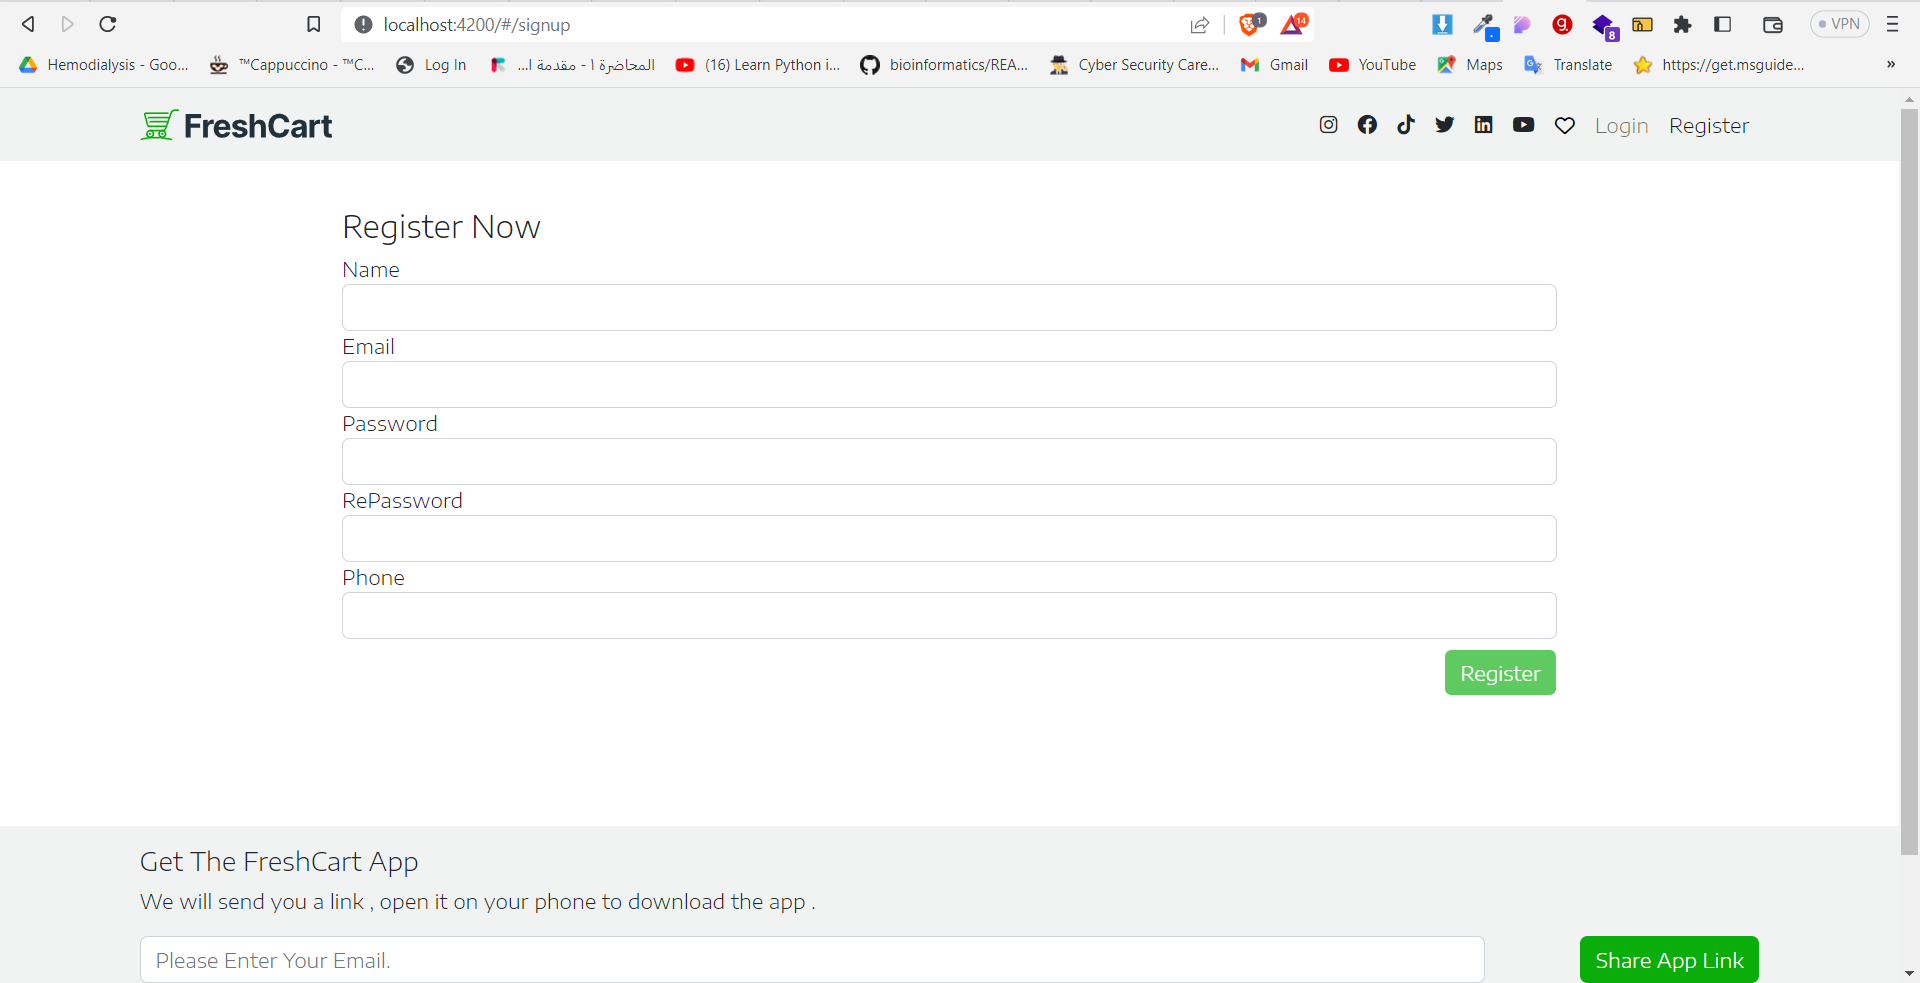 localhost:4200/#/signup
1
14
8
VPN
Hemodialysis - Goo...
™Cappuccino - ™C...
Log In
المحاضرة ١ - مقدمة ا...
(16) Learn Python i...
bioinformatics/REA...
Cyber Security Care...
Gmail
YouTube
Maps
Translate
https://get.msguide...
»
FreshCart
Login
Register
Register Now
Name
Email
Password
RePassword
Phone
Register
Get The FreshCart App
We will send you a link , open it on your phone to download the app .
Please Enter Your Email.
Share App Link